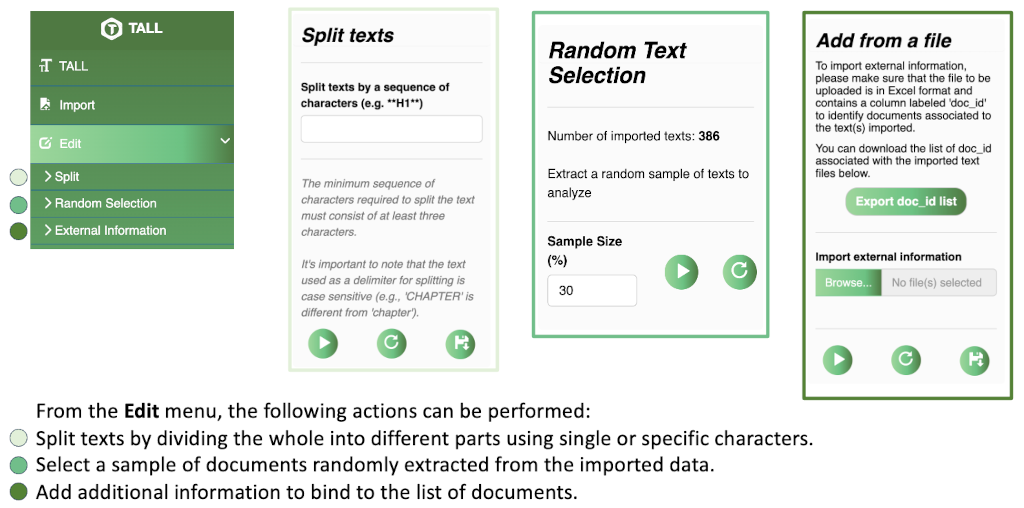 TALL
TALL
Import
Edit
Split
Random Selection
External Information
Split texts
Split texts by a sequence of
characters (e.g. **H1**)
The minimum sequence of
characters required to split the text
must consist of at least three
characters.
It's important to note that the text
used as a delimiter for splitting is
case sensitive (e.g., 'CHAPTER' is
different from 'chapter').
Random Text
Selection
Number of imported texts: 386
Extract a random sample of texts to
analyze
Sample Size
(%)
30
Add from a file
To import external information,
please make sure that the file to be
uploaded is in Excel format and
contains a column labeled 'doc_id'
to identify documents associated to
the text(s) imported.
You can download the list of doc_id
associated with the imported text
files below.
Export doc_id list
Import external information
Browse... No file(s) selected
From the Edit menu, the following actions can be performed:
Split texts by dividing the whole into different parts using single or specific characters.
Select a sample of documents randomly extracted from the imported data.
Add additional information to bind to the list of documents.